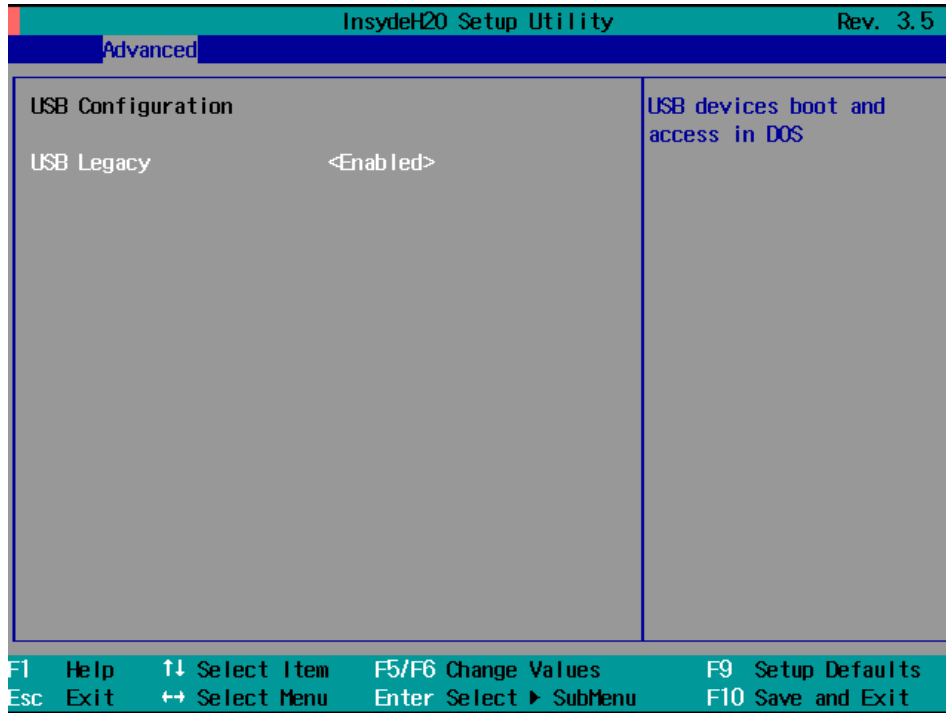 InsydeH20 Setup Utility Rev. 3.5
Advanced
USB Configuration
USB Legacy <Enabled>
USB devices boot and
access in DOS
F1 Help ↑↓ Select Item F5/F6 Change Values F9 Setup Defaults
Esc Exit ↔ Select Menu Enter Select ▶ SubMenu F10 Save and Exit